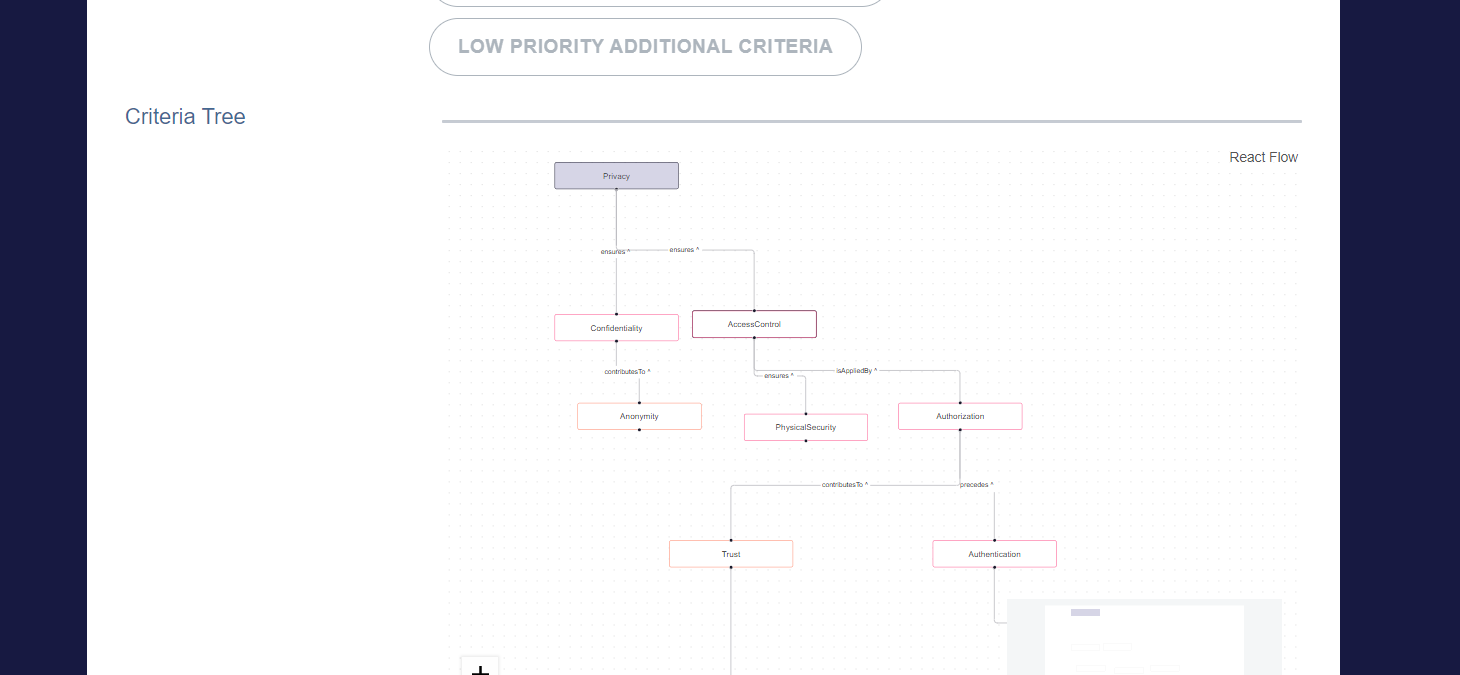 LOW PRIORITY ADDITIONAL CRITERIA
Criteria Tree
React Flow
Privacy
ensures ^
ensures ^
Confidentiality
AccessControl
contributesTo ^
ensures ^
isAppliedBy ^
Anonymity
PhysicalSecurity
Authorization
contributesTo ^
precedes ^
Trust
Authentication
+